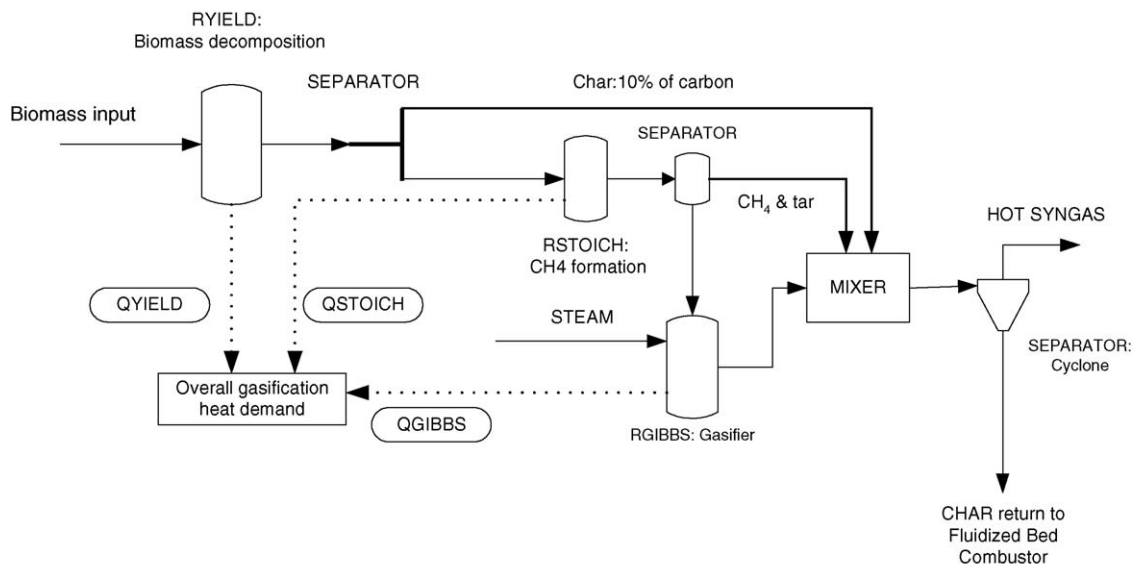 RYIELD:
Biomass decomposition
SEPARATOR
Char:10% of carbon
Biomass input
SEPARATOR
CH₄ & tar
HOT SYNGAS
RSTOICH:
CH4 formation
MIXER
QYIELD
QSTOICH
STEAM
SEPARATOR:
Cyclone
Overall gasification
heat demand
QGIBBS
RGIBBS: Gasifier
CHAR return to
Fluidized Bed
Combustor